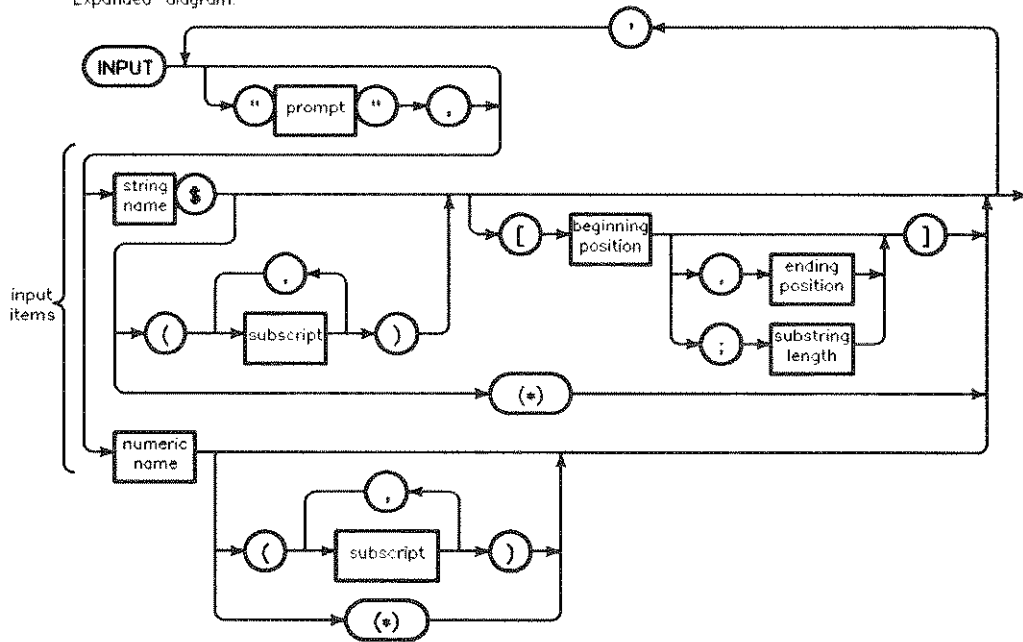 Expanded diagram:
,
INPUT
" prompt " ,
string name $
[ beginning position ]
,
, ending position
input items
( subscript )
; substring length
(*)
numeric name
,
( subscript )
(*)